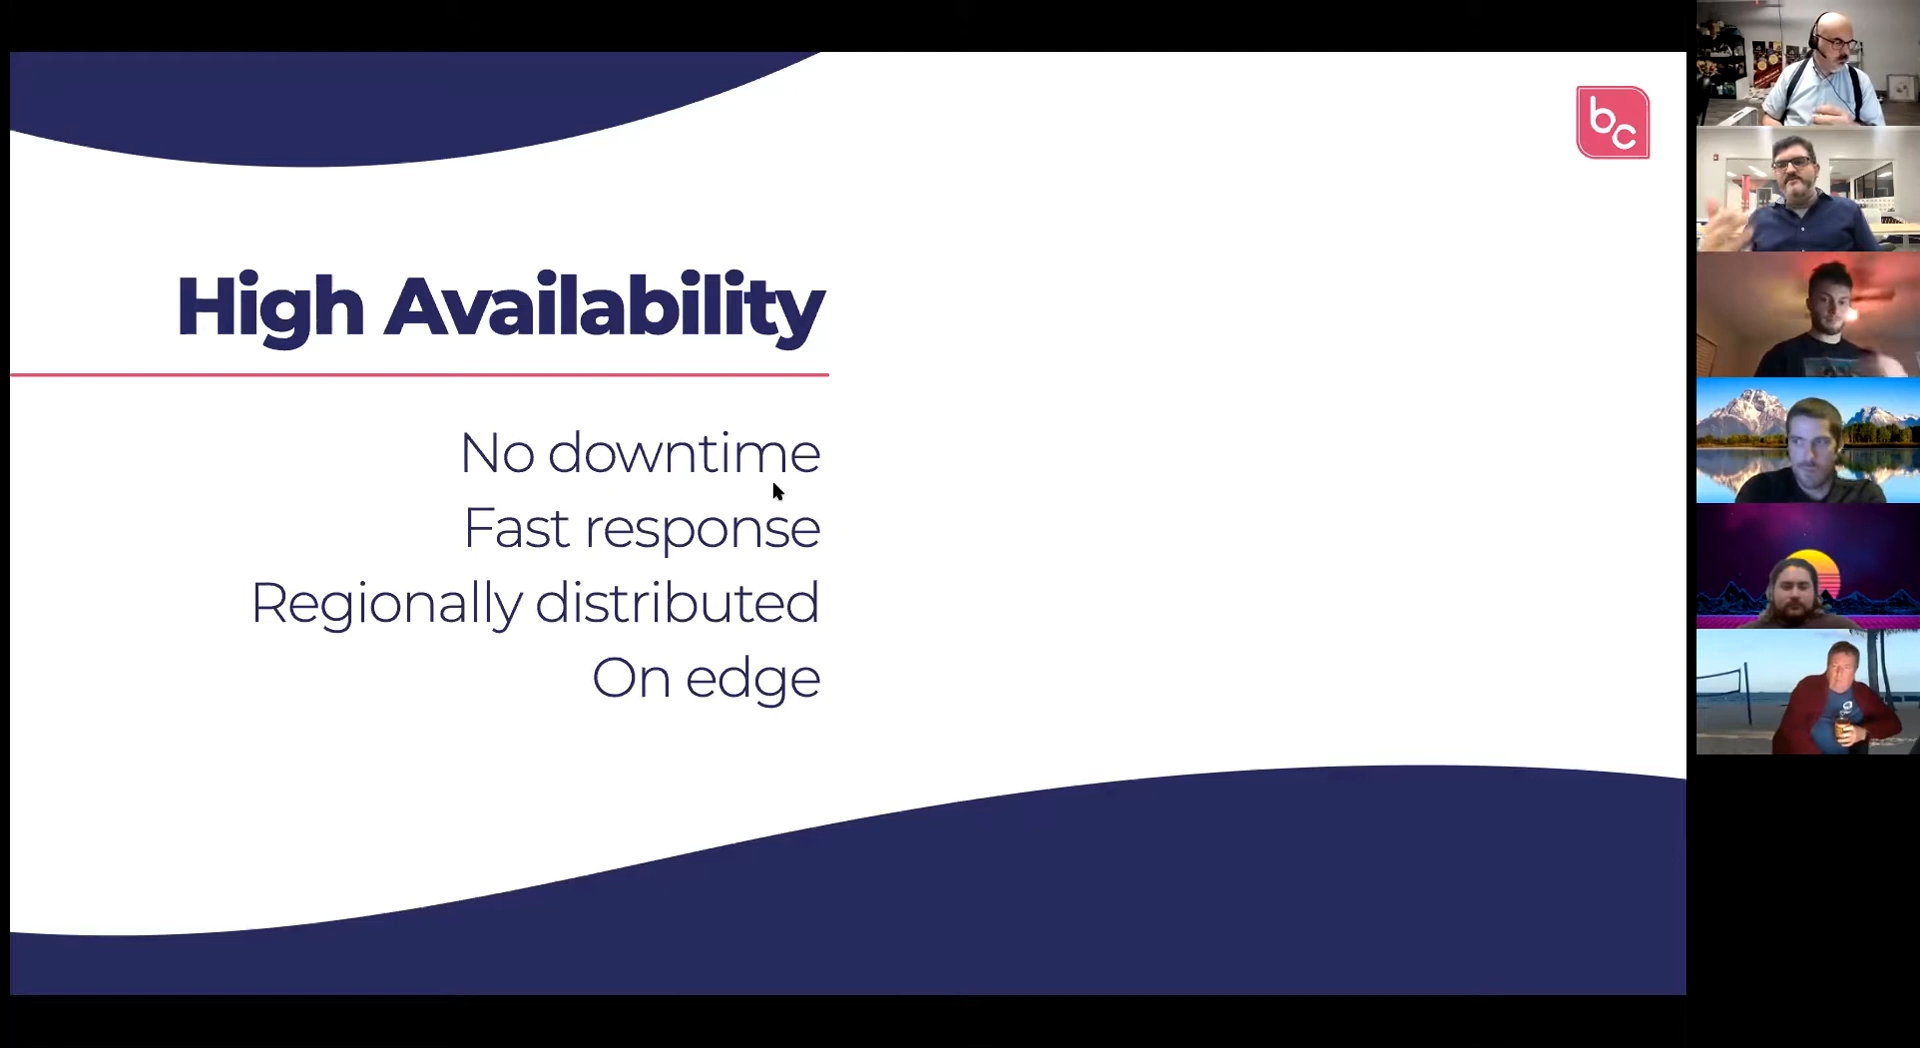 bc
High Availability
No downtime
Fast response
Regionally distributed
On edge